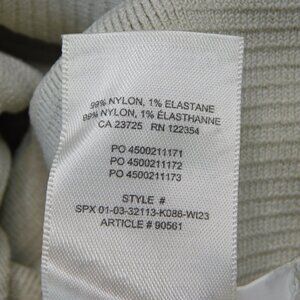 99% NYLON, 1% ELASTANE
99% NYLON, 1% ÉLASTHANNE
CA 23725 RN 122354
PO 4500211171
PO 4500211172
PO 4500211173
STYLE #
SPX 01-03-32113-K086-WI23
ARTICLE # 90561